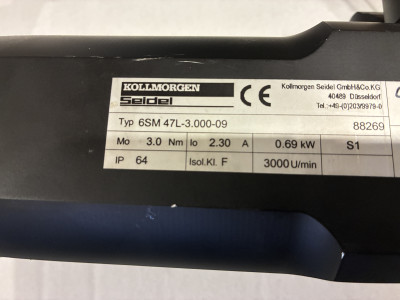 KOLLMORGEN
Seidel
CE
Kollmorgen Seidel GmbH&Co.KG
40489 Düsseldorf
Tel.:+49-(0)203/9979-0
Typ 6SM 47L-3.000-09
88269
Mo 3.0 Nm Io 2.30 A 0.69 kW S1
IP 64 Isol.Kl. F 3000 U/min